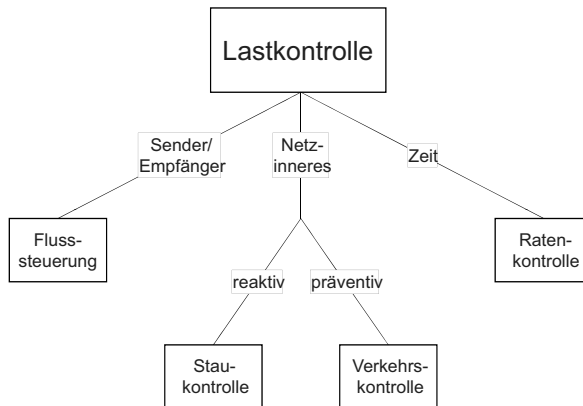 Lastkontrolle
Sender/
Empfänger
Netz-
inneres
Zeit
Fluss-
steuerung
Raten-
kontrolle
reaktiv
präventiv
Stau-
kontrolle
Verkehrs-
kontrolle